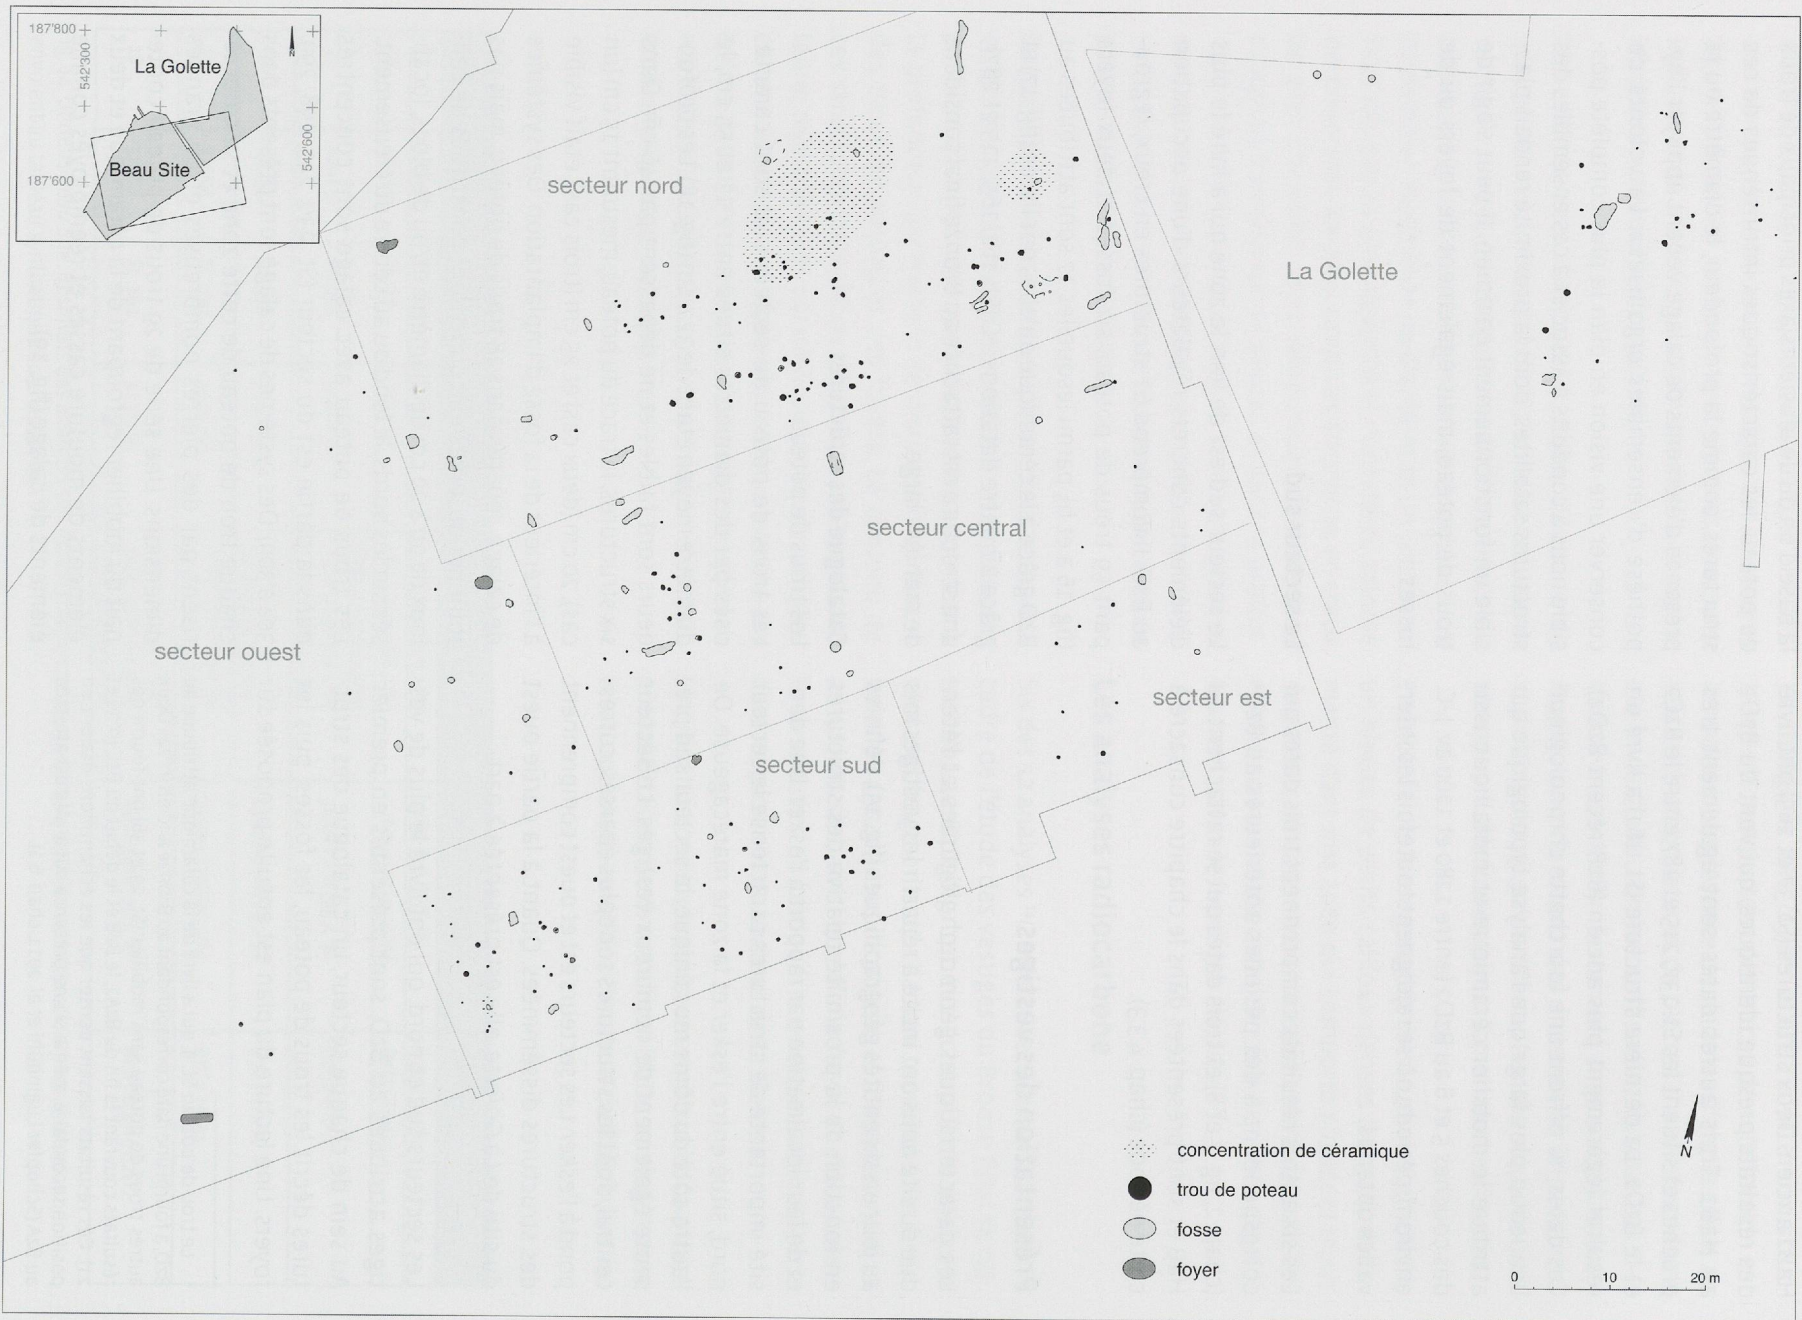 187'800
542'300
La Golette
N
542'600
Beau Site
187'600
secteur nord
La Golette
secteur central
secteur ouest
secteur est
secteur sud
concentration de céramique
trou de poteau
fosse
foyer
N
0 10 20 m